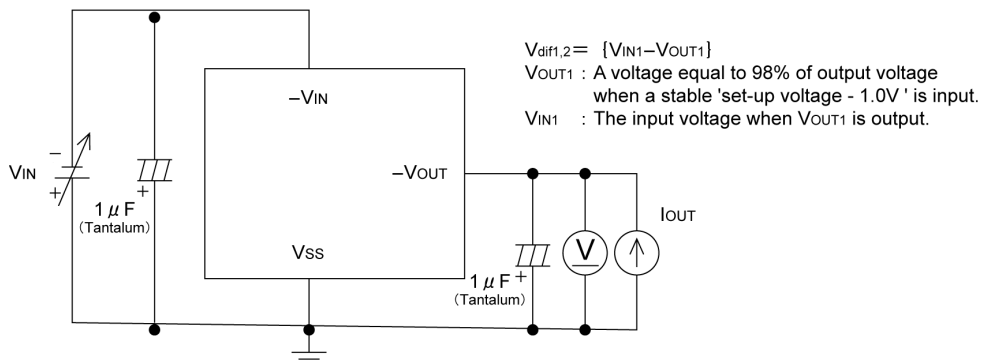 Vdif1,2＝ {VIN1−VOUT1}
VOUT1 : A voltage equal to 98% of output voltage
when a stable 'set-up voltage - 1.0V ' is input.
VIN1 : The input voltage when VOUT1 is output.
−VIN
−
VIN
+
+
1 μ F
(Tantalum)
−VOUT
IOUT
VSS
V
1 μ F +
(Tantalum)